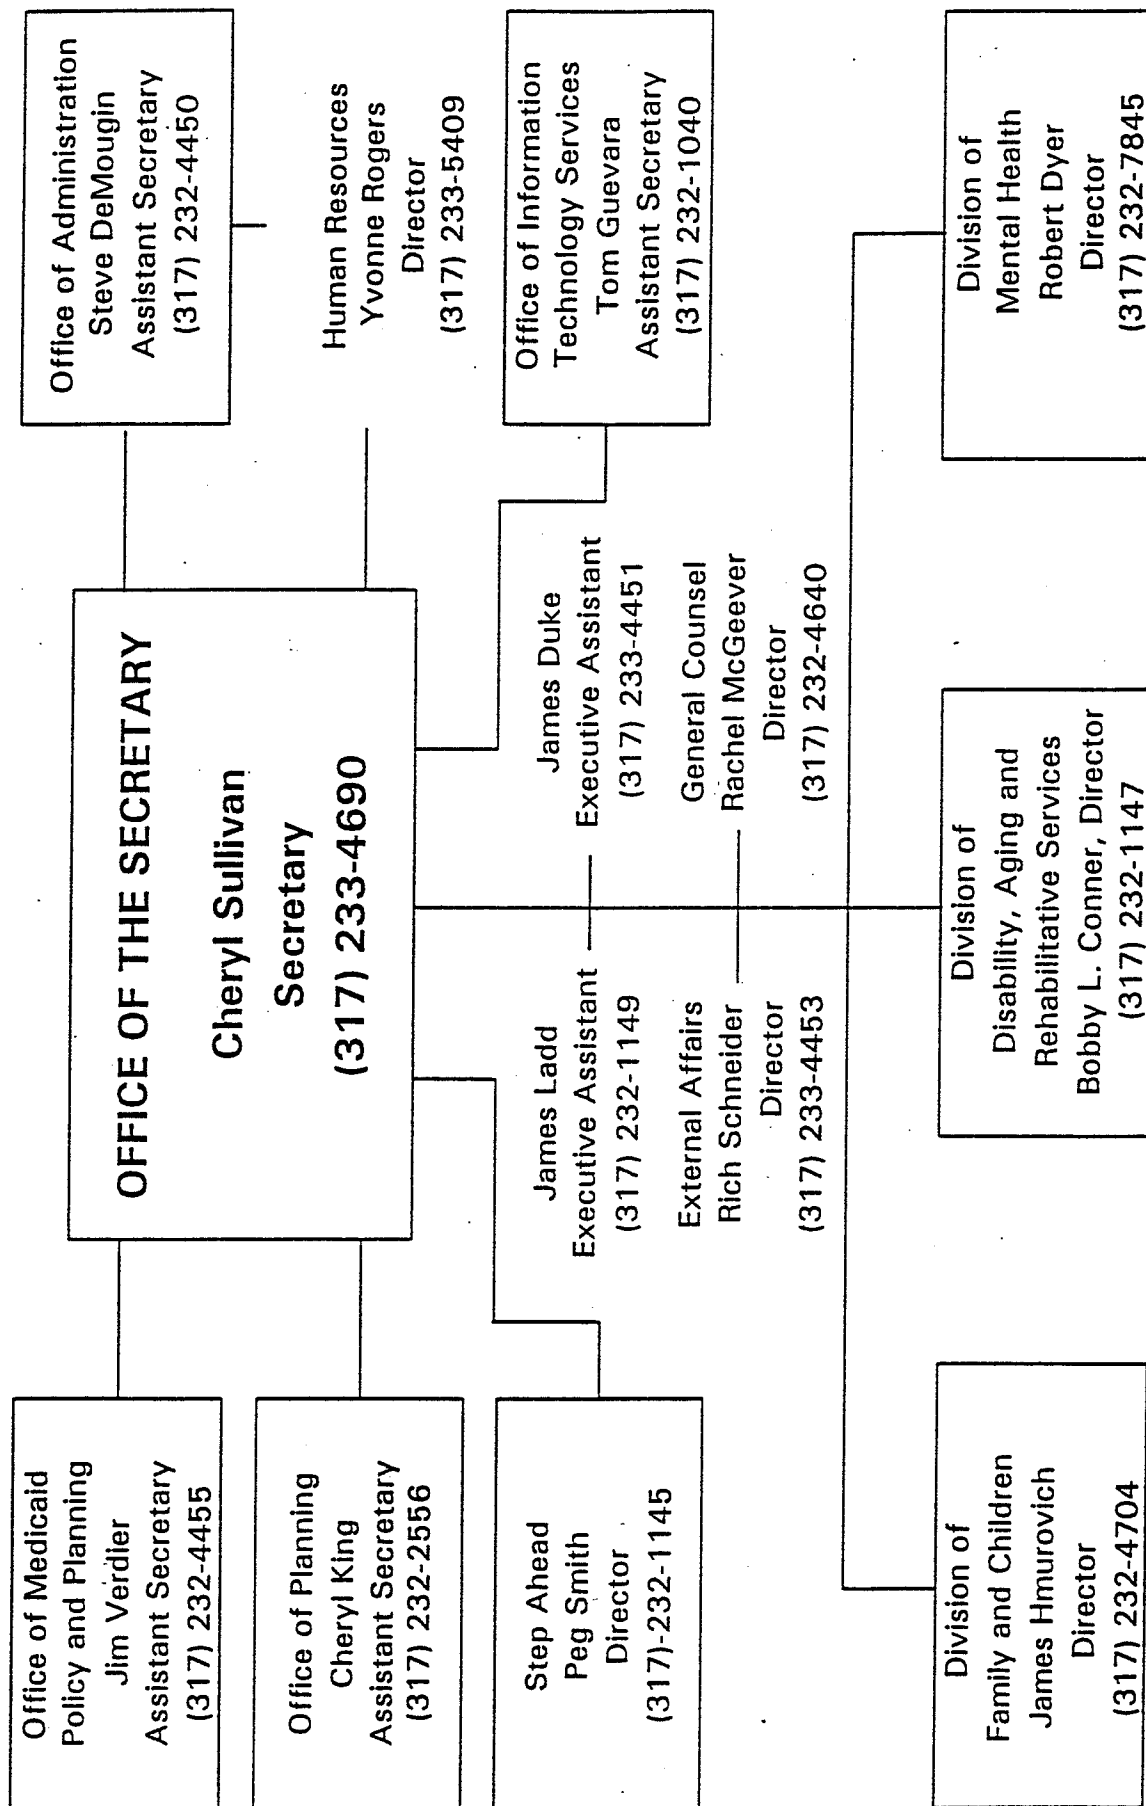 OFFICE OF THE SECRETARY
Cheryl Sullivan
Secretary
(317) 233-4690
Office of Medicaid
Policy and Planning
Jim Verdier
Assistant Secretary
(317) 232-4455
Office of Planning
Cheryl King
Assistant Secretary
(317) 232-2556
Step Ahead
Peg Smith
Director
(317)-232-1145
Office of Administration
Steve DeMougin
Assistant Secretary
(317) 232-4450
Human Resources
Yvonne Rogers
Director
(317) 233-5409
Office of Information
Technology Services
Tom Guevara
Assistant Secretary
(317) 232-1040
James Ladd
Executive Assistant
(317) 232-1149
James Duke
Executive Assistant
(317) 233-4451
External Affairs
Rich Schneider
Director
(317) 233-4453
General Counsel
Rachel McGeever
Director
(317) 232-4640
Division of
Family and Children
James Hmurovich
Director
(317) 232-4704
Division of
Disability, Aging and
Rehabilitative Services
Bobby L. Conner, Director
(317) 232-1147
Division of
Mental Health
Robert Dyer
Director
(317) 232-7845